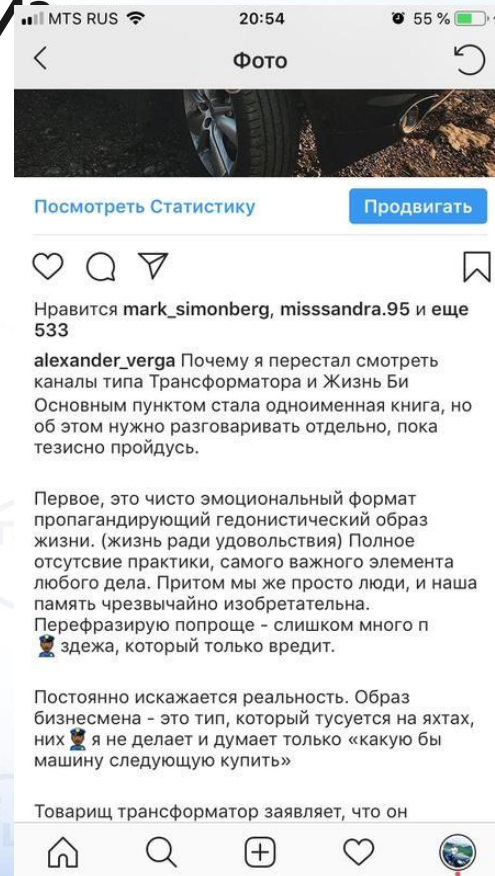 MTS RUS 20:54 55 %
Фото
Посмотреть Статистику Продвигать
Нравится mark_simonberg, misssandra.95 и еще
533
alexander_verga Почему я перестал смотреть
каналы типа Трансформатора и Жизнь Би
Основным пунктом стала одноименная книга, но
об этом нужно разговаривать отдельно, пока
тезисно пройдусь.
Первое, это чисто эмоциональный формат
пропагандирующий гедонистический образ
жизни. (жизнь ради удовольствия) Полное
отсутсвие практики, самого важного элемента
любого дела. Притом мы же просто люди, и наша
память чрезвычайно изобретательна.
Перефразирую попроще - слишком много п
👮🏾здежа, который только вредит.
Постоянно искажается реальность. Образ
бизнесмена - это тип, который тусуется на яхтах,
них👮🏾я не делает и думает только «какую бы
машину следующую купить»
Товарищ трансформатор заявляет, что он